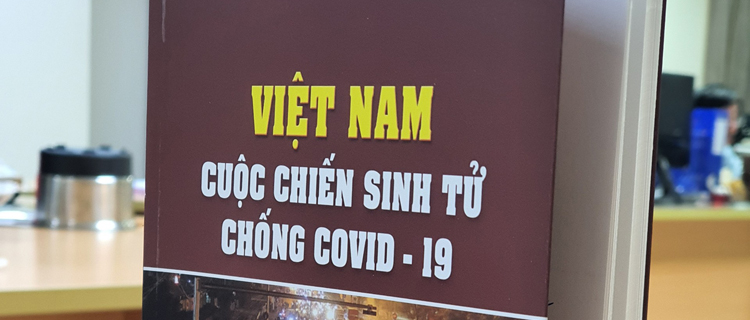 VIỆT NAM
CUỘC CHIẾN SINH TỬ
CHỐNG COVID - 19